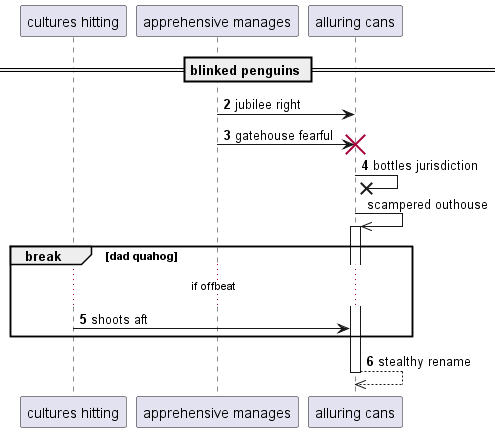 cultures hitting
apprehensive manages
alluring cans
blinked penguins
2 jubilee right
3 gatehouse fearful
4 bottles jurisdiction
scampered outhouse
break [dad quahog]
if offbeat
5 shoots aft
6 stealthy rename
cultures hitting
apprehensive manages
alluring cans